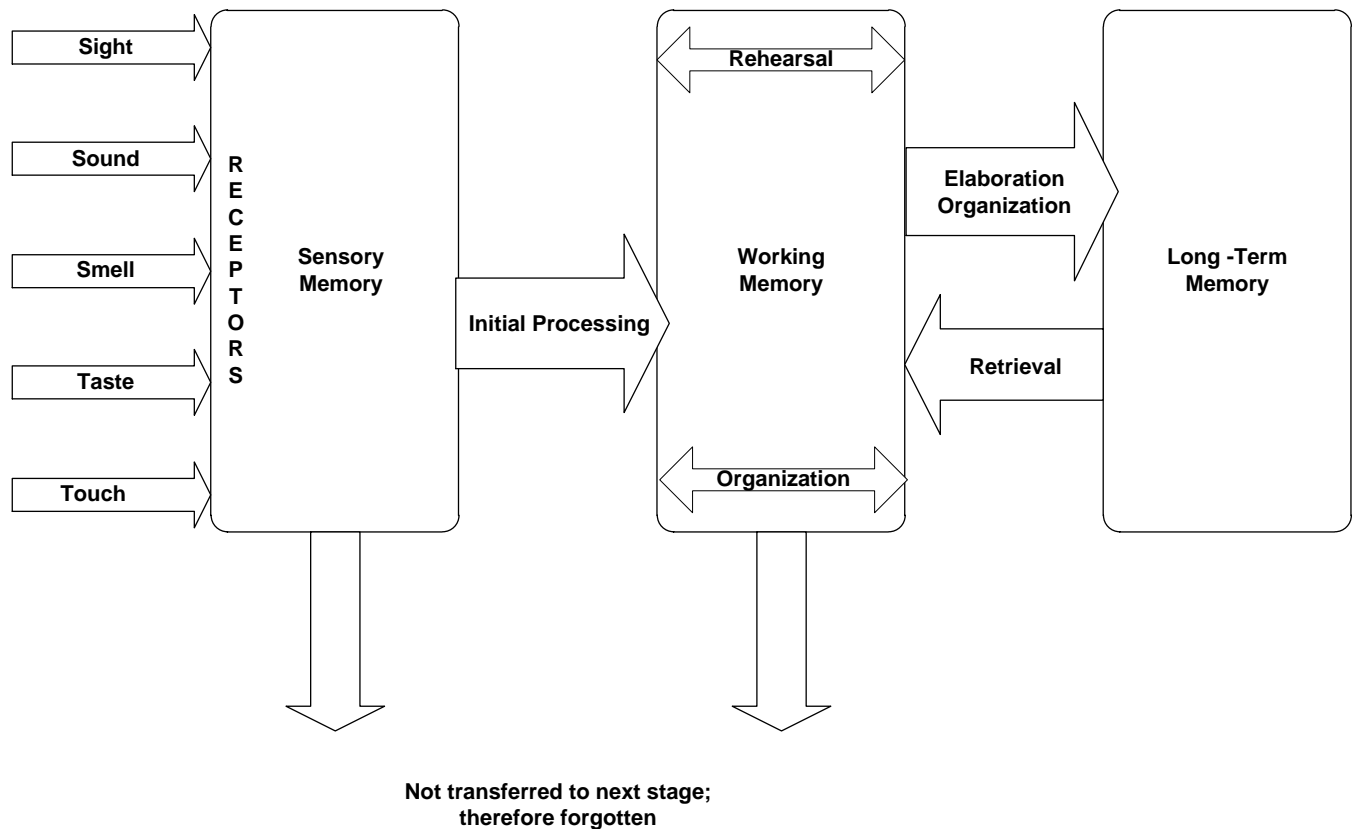 Sight
Sound
Smell
Taste
Touch
RECEPTORS
Sensory
Memory
Initial Processing
Rehearsal
Working
Memory
Organization
Elaboration
Organization
Retrieval
Long -Term
Memory
Not transferred to next stage;
therefore forgotten